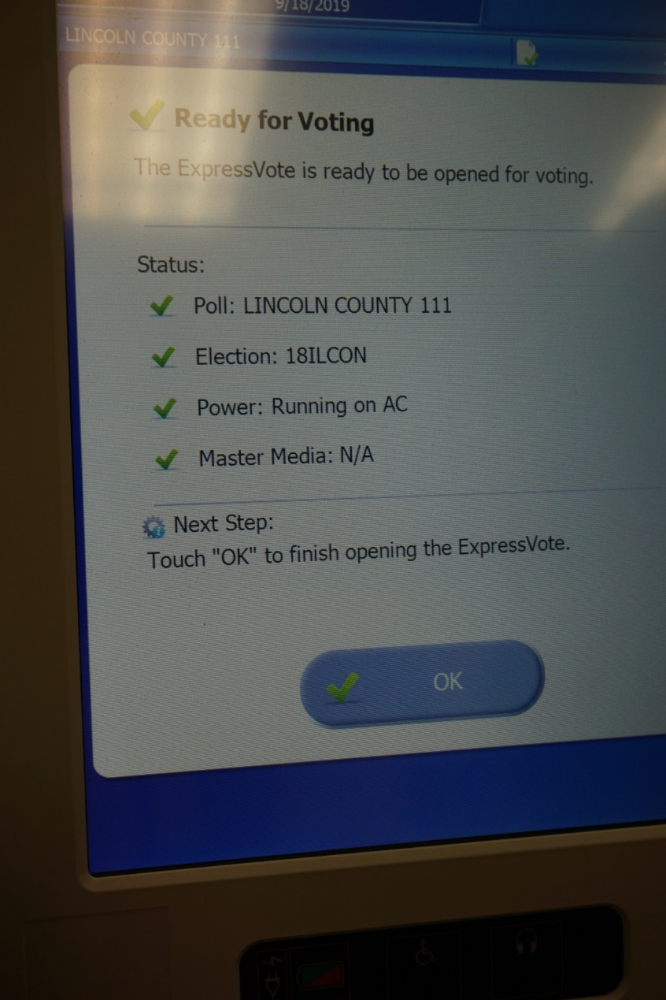 9/18/2019
LINCOLN COUNTY 111
Ready for Voting
The ExpressVote is ready to be opened for voting.
Status:
Poll: LINCOLN COUNTY 111
Election: 18ILCON
Power: Running on AC
Master Media: N/A
Next Step:
Touch "OK" to finish opening the ExpressVote.
OK